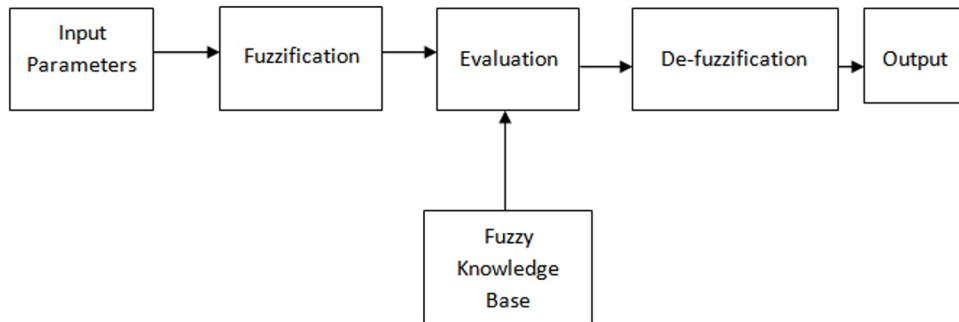 Input
Parameters
Fuzzification
Evaluation
De-fuzzification
Output
Fuzzy
Knowledge
Base